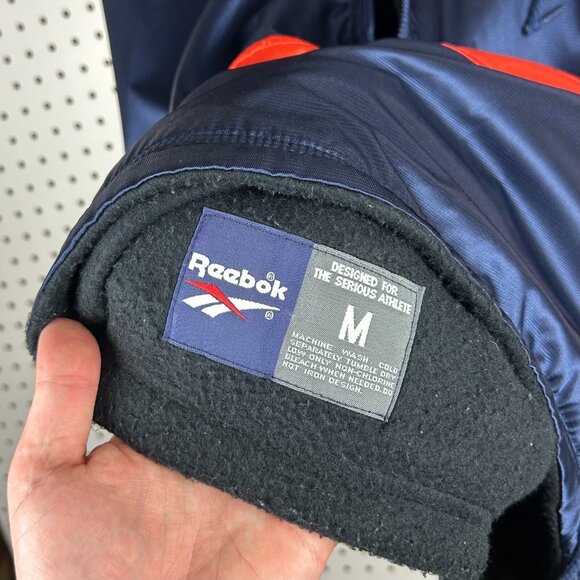 Reebok®
®
DESIGNED FOR
THE SERIOUS ATHLETE
M
MACHINE WASH COLD
SEPARATELY TUMBLE DRY
LOW ONLY NON-CHLORINE
BLEACH WHEN NEEDED. DO
NOT IRON DESIGN.